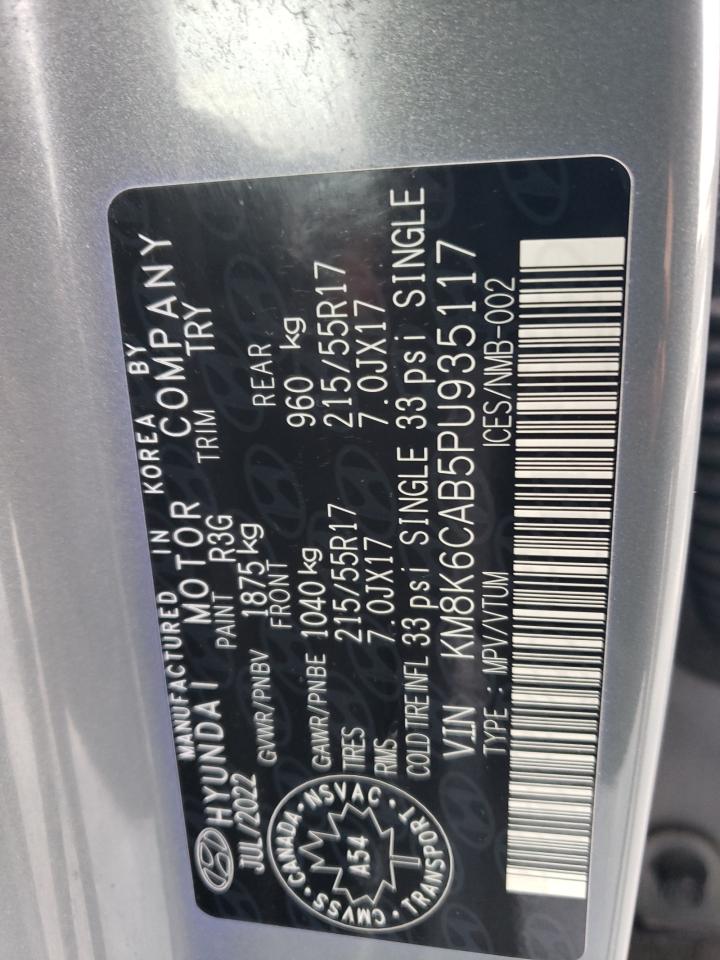 MANUFACTURED IN KOREA BY
HYUNDAI MOTOR COMPANY
JUL/2022 PAINT R3G TRIM TRY
GVWR/PNBV 1875kg
FRONT REAR
GAWR/PNBE 1040kg 960 kg
TIRES 215/55R17 215/55R17
RIMS 7.0JX17 7.0JX17
COLD TIRE INFL 33 psi SINGLE 33 psi SINGLE
VIN KM8K6CAB5PU935117
TYPE : MPV/VTUM ICES/NMB-002
CANADA · NSVAC · TRANSPORT · CMVSS ·
A54